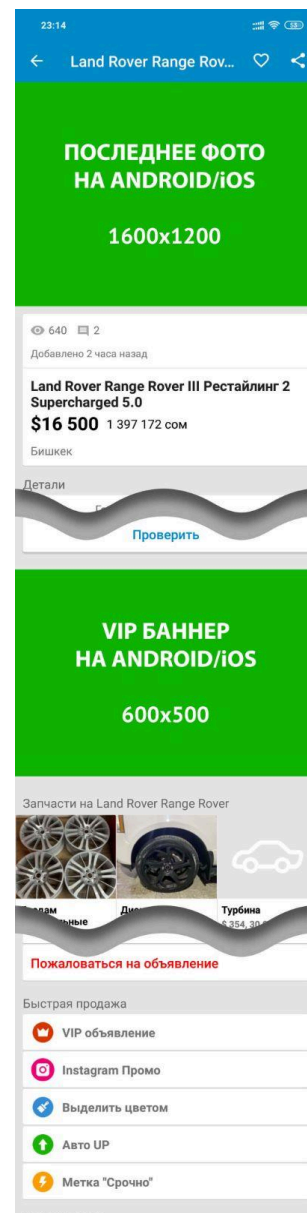 23:14
Land Rover Range Rov...
ПОСЛЕДНЕЕ ФОТО
НА ANDROID/iOS
1600x1200
640 2
Добавлено 2 часа назад
Land Rover Range Rover III Рестайлинг 2
Supercharged 5.0
$16 500 1 397 172 сом
Бишкек
Детали
Проверить
VIP БАННЕР
НА ANDROID/iOS
600x500
Запчасти на Land Rover Range Rover
Турбина
Пожаловаться на объявление
Быстрая продажа
VIP объявление
Instagram Промо
Выделить цветом
Авто UP
Метка "Срочно"